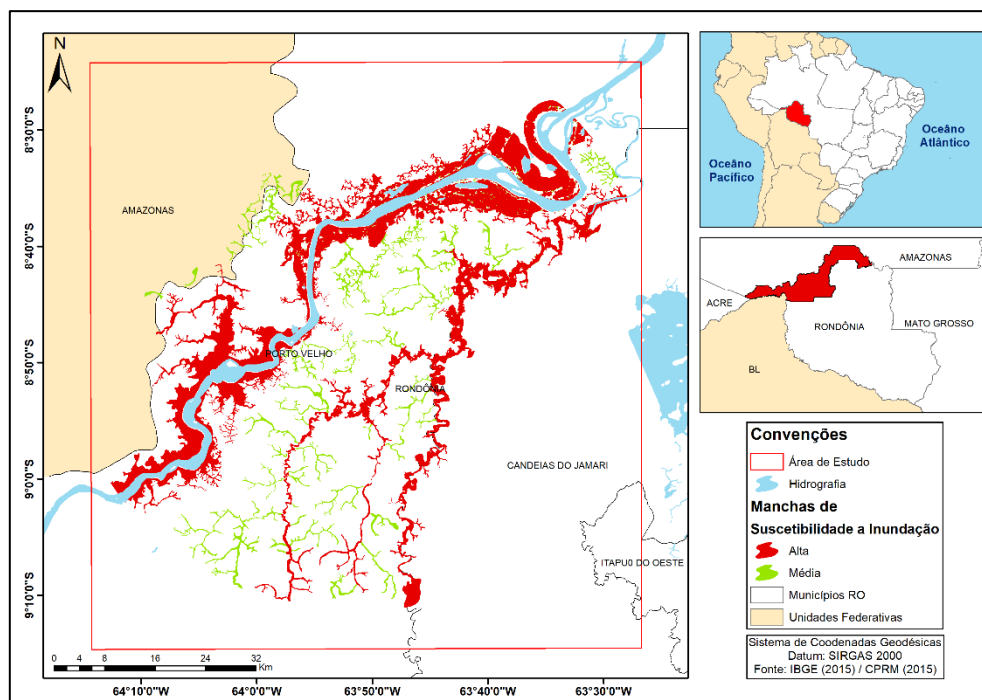 N
8°30'0"S
8°40'0"S
8°50'0"S
9°0'0"S
9°10'0"S
AMAZONAS
PORTO VELHO
RONDÔNIA
CANDEIAS DO JAMARI
ITAPUÕ DO OESTE
0 4 8 16 24 32
Km
64°10'0"W
64°0'0"W
63°50'0"W
63°40'0"W
63°30'0"W
Oceâno
Atlântico
Oceâno
Pacífico
AMAZONAS
ACRE
RONDÔNIA
MATO GROSSO
BL
Convenções
Área de Estudo
Hidrografia
Manchas de
Suscetibilidade a Inundação
Alta
Média
Municípios RO
Unidades Federativas
Sistema de Coodenadas Geodésicas
Datum: SIRGAS 2000
Fonte: IBGE (2015) / CPRM (2015)